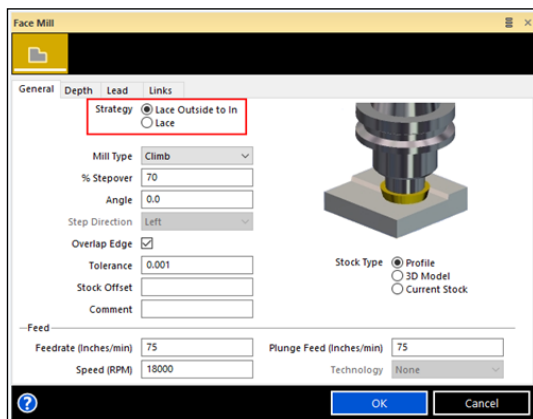 Face Mill
General Depth Lead Links
Strategy Lace Outside to In
Lace
Mill Type Climb
% Stepover 70
Angle 0.0
Step Direction Left
Overlap Edge
Tolerance 0.001
Stock Offset
Comment
Stock Type Profile
3D Model
Current Stock
Feed
Feedrate (Inches/min) 75 Plunge Feed (Inches/min) 75
Speed (RPM) 18000 Technology None
? OK Cancel